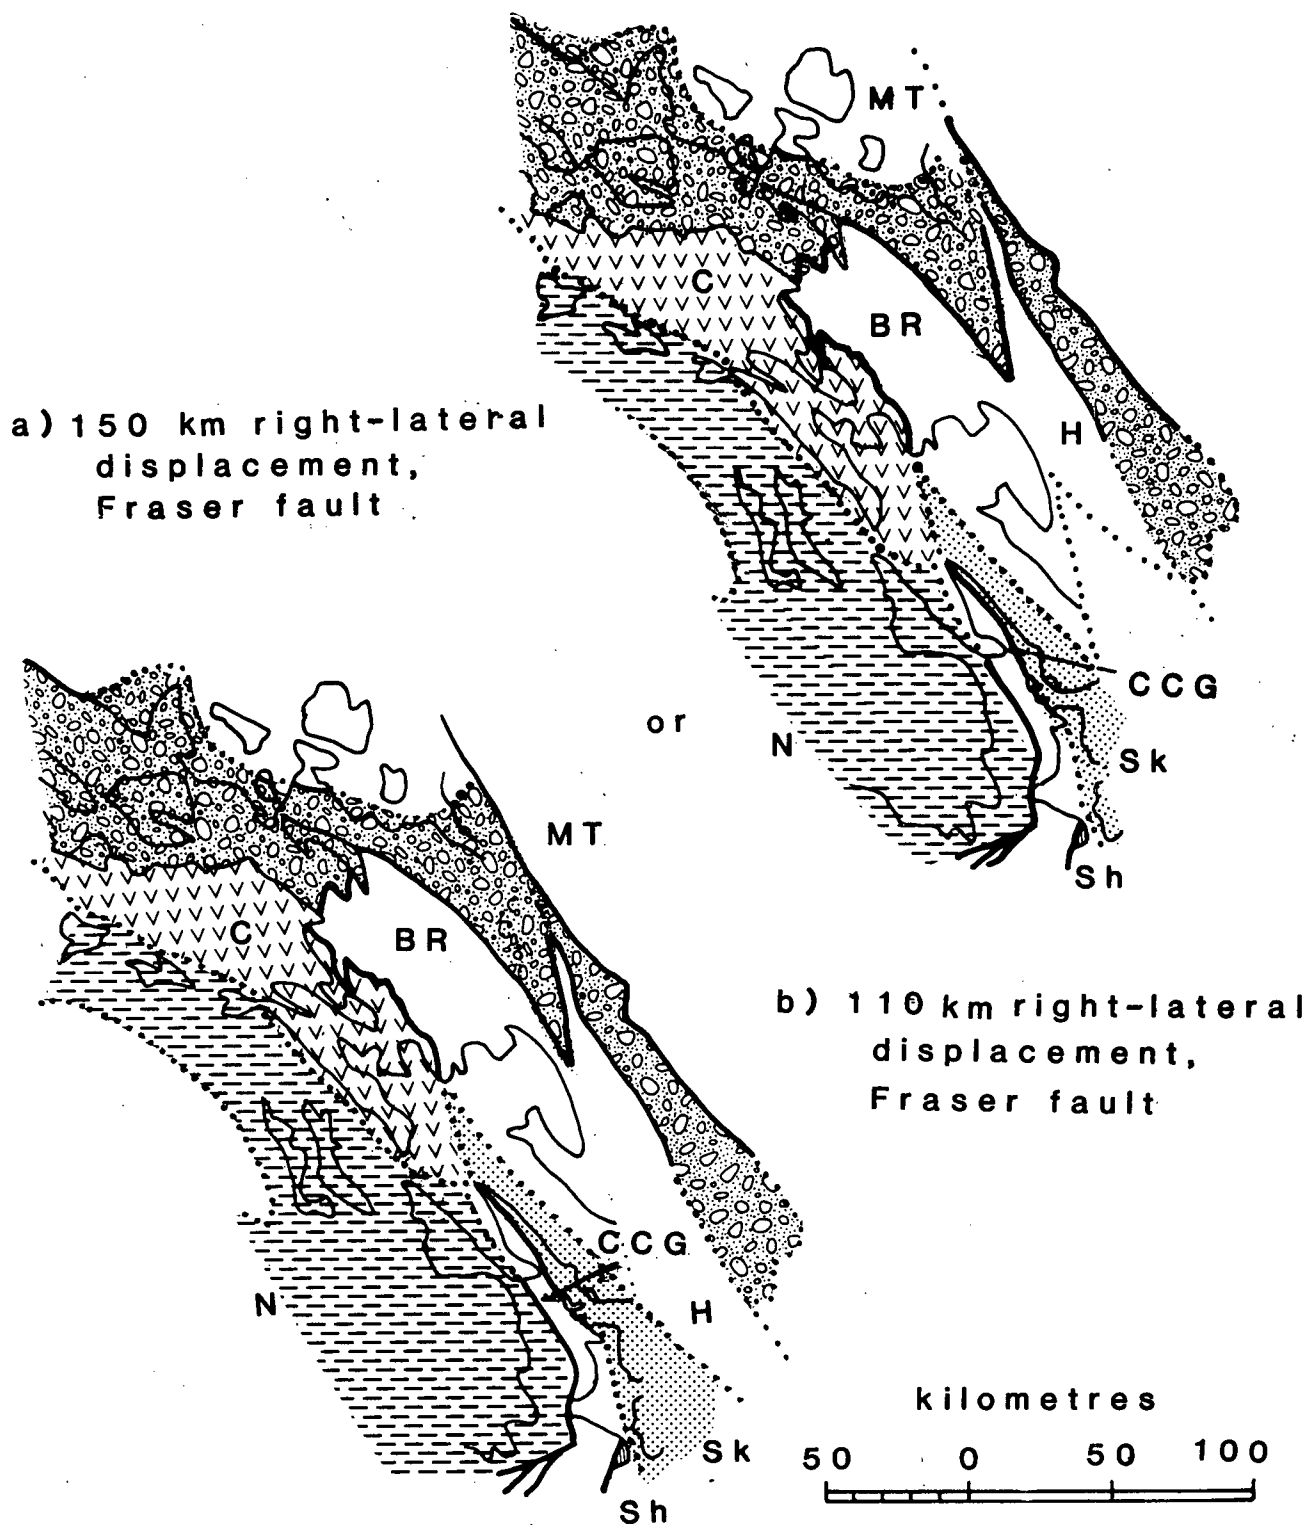 MT
C
BR
a) 150 km right-lateral
displacement,
Fraser fault
H
CCG
or
N
Sk
MT
Sh
C
BR
b) 110 km right-lateral
displacement,
Fraser fault
CCG
N
H
kilometres
Sk
50 0 50 100
Sh